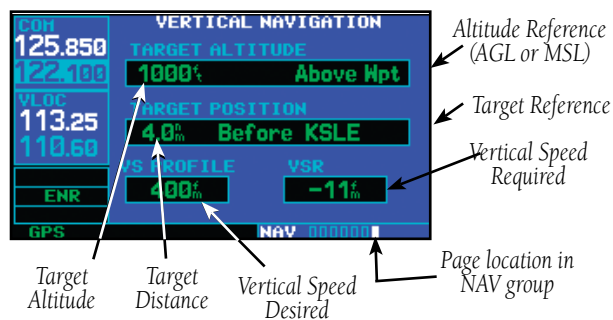 COM
125.850
122.100
VLOC
113.25
110.60
ENR
GPS
VERTICAL NAVIGATION
TARGET ALTITUDE
1000ft Above Wpt
TARGET POSITION
4.0nm Before KSLE
VS PROFILE
400fm
VSR
-11fm
NAV
Altitude Reference
(AGL or MSL)
Target Reference
Vertical Speed
Required
Page location in
NAV group
Target
Altitude
Target
Distance
Vertical Speed
Desired